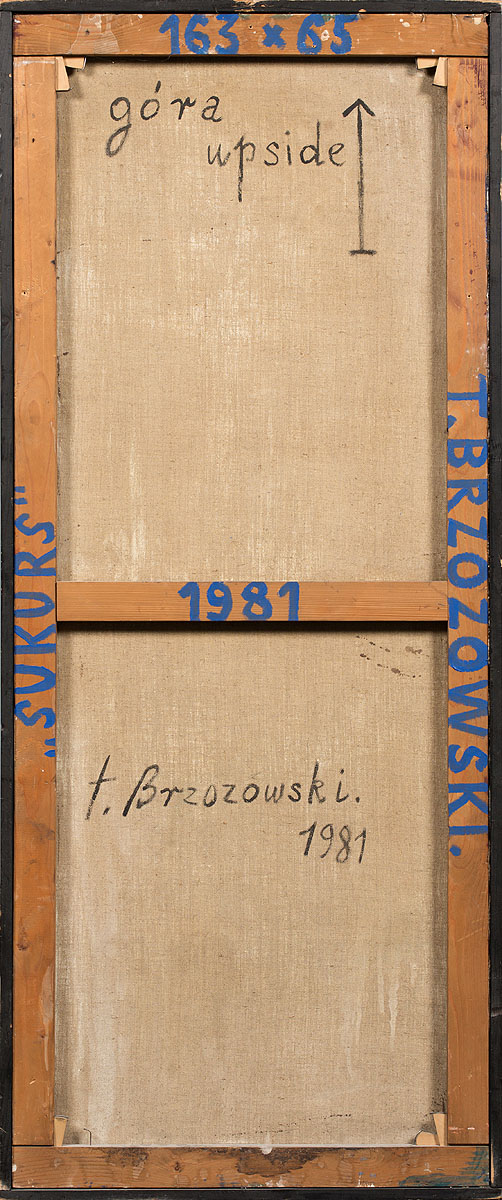 163 × 65
góra
upside
T. BRZOZOWSKI.
„SUKURS"
1981
t. Brzozowski.
1981